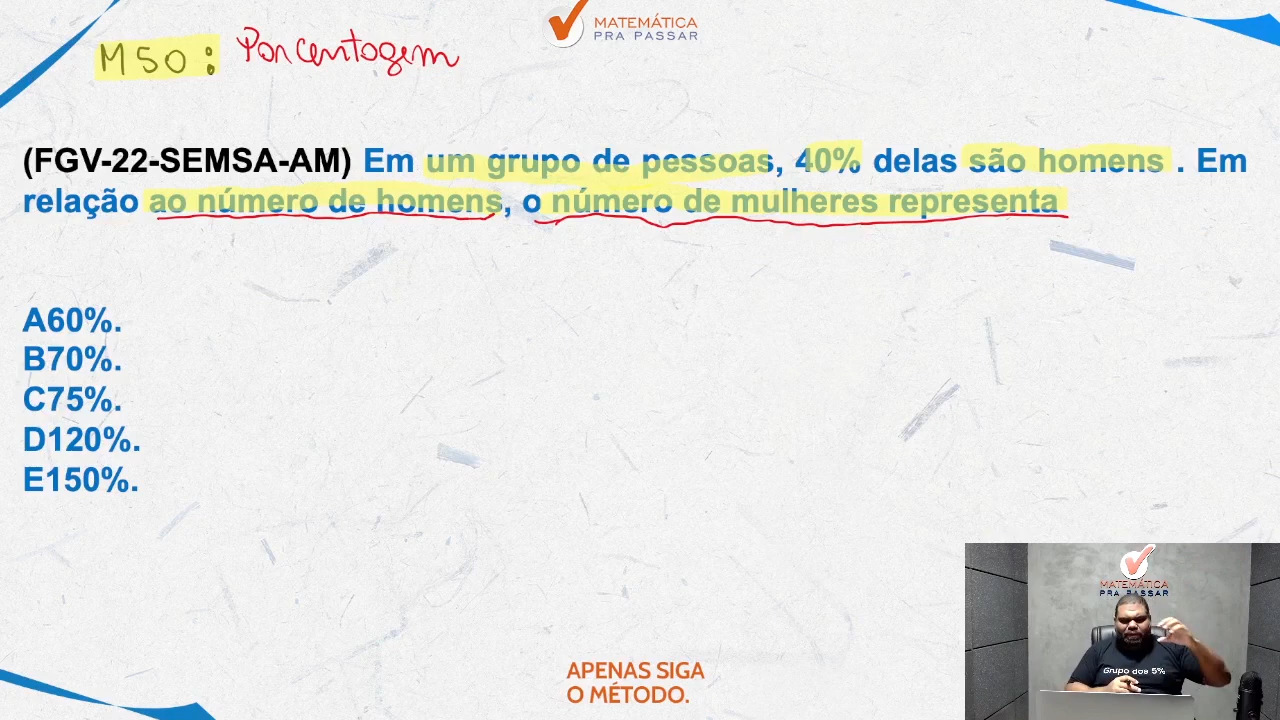 MATEMÁTICA
PRA PASSAR
M50: Porcentagem
(FGV-22-SEMSA-AM) Em um grupo de pessoas, 40% delas são homens . Em
relação ao número de homens, o número de mulheres representa
A60%.
B70%.
C75%.
D120%.
E150%.
MATEMÁTICA
PRA PASSAR
Grupo dos 5%
APENAS SIGA
O MÉTODO.